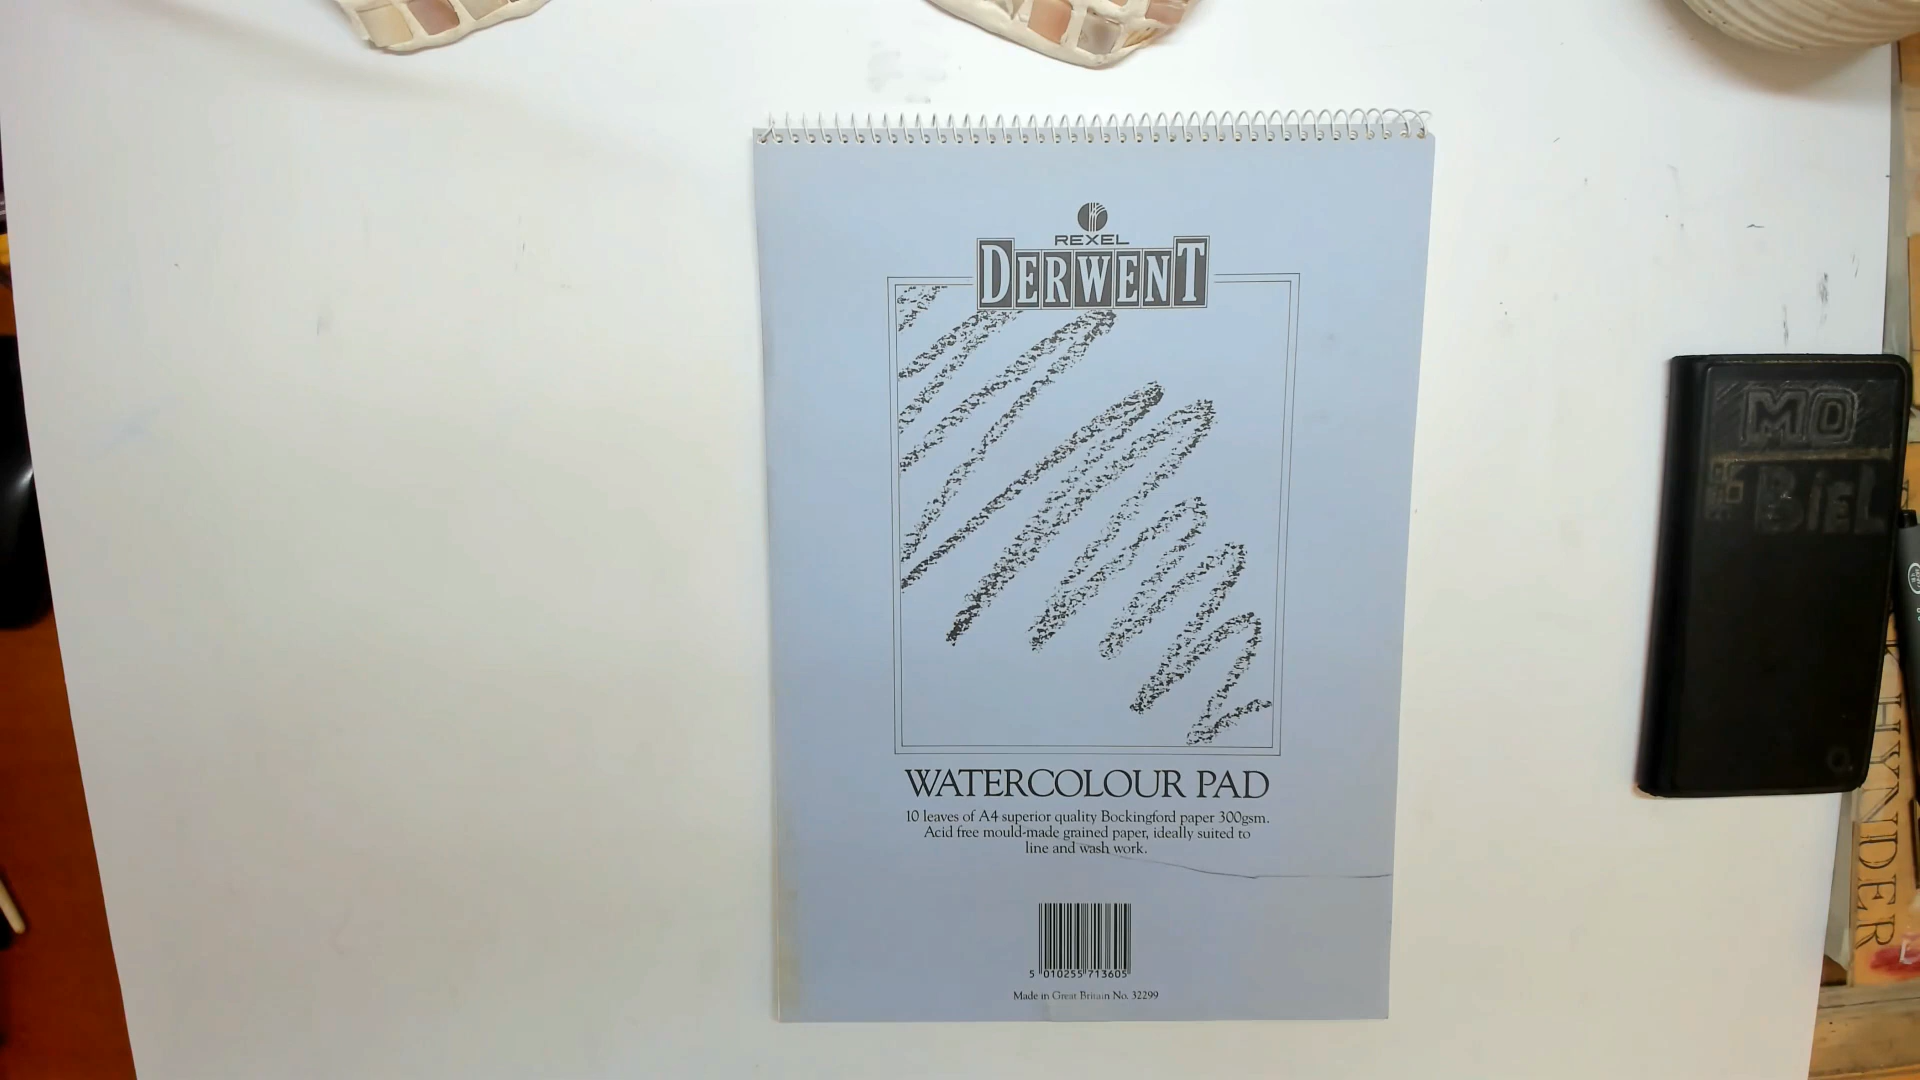 REXEL
DERWENT
WATERCOLOUR PAD
10 leaves of A4 superior quality Bockingford paper 300gsm.
Acid free mould-made grained paper, ideally suited to
line and wash work.
5 010255 713605
Made in Great Britain No. 32299
MO
BIEL